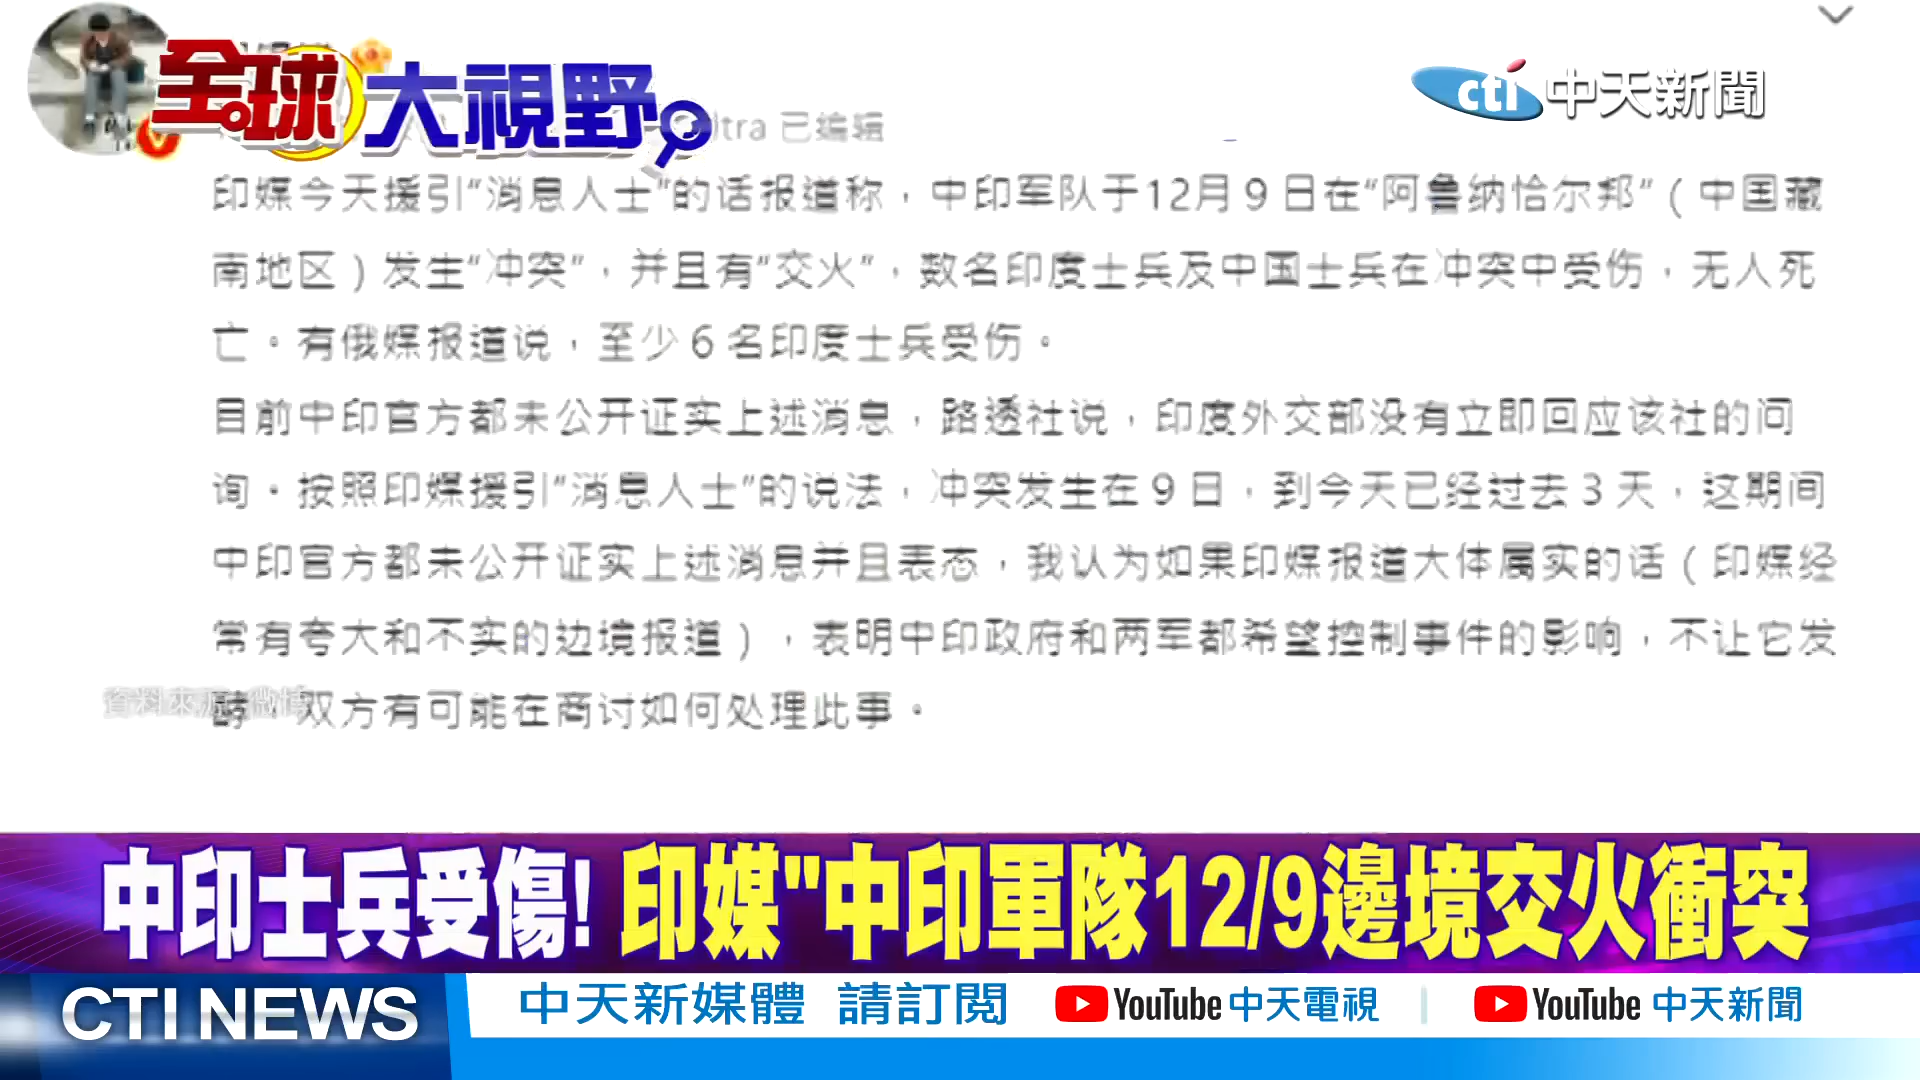 全球大視野
cti 中天新聞
ltra 已编辑
印媒今天援引“消息人士”的话报道称，中印军队于12月9日在“阿鲁纳恰尔邦”（中国藏
南地区）发生“冲突”，并且有“交火”，数名印度士兵及中国士兵在冲突中受伤，无人死
亡。有俄媒报道说，至少6名印度士兵受伤。
目前中印官方都未公开证实上述消息，路透社说，印度外交部没有立即回应该社的问
询。按照印媒援引“消息人士”的说法，冲突发生在9日，到今天已经过去3天，这期间
中印官方都未公开证实上述消息并且表态，我认为如果印媒报道大体属实的话（印媒经
常有夸大和不实的边境报道），表明中印政府和两军都希望控制事件的影响，不让它发
酵，双方有可能在商讨如何处理此事。
資料來源 微博
中印士兵受傷! 印媒"中印軍隊12/9邊境交火衝突
CTI NEWS 中天新媒體 請訂閱 YouTube 中天電視 | YouTube 中天新聞